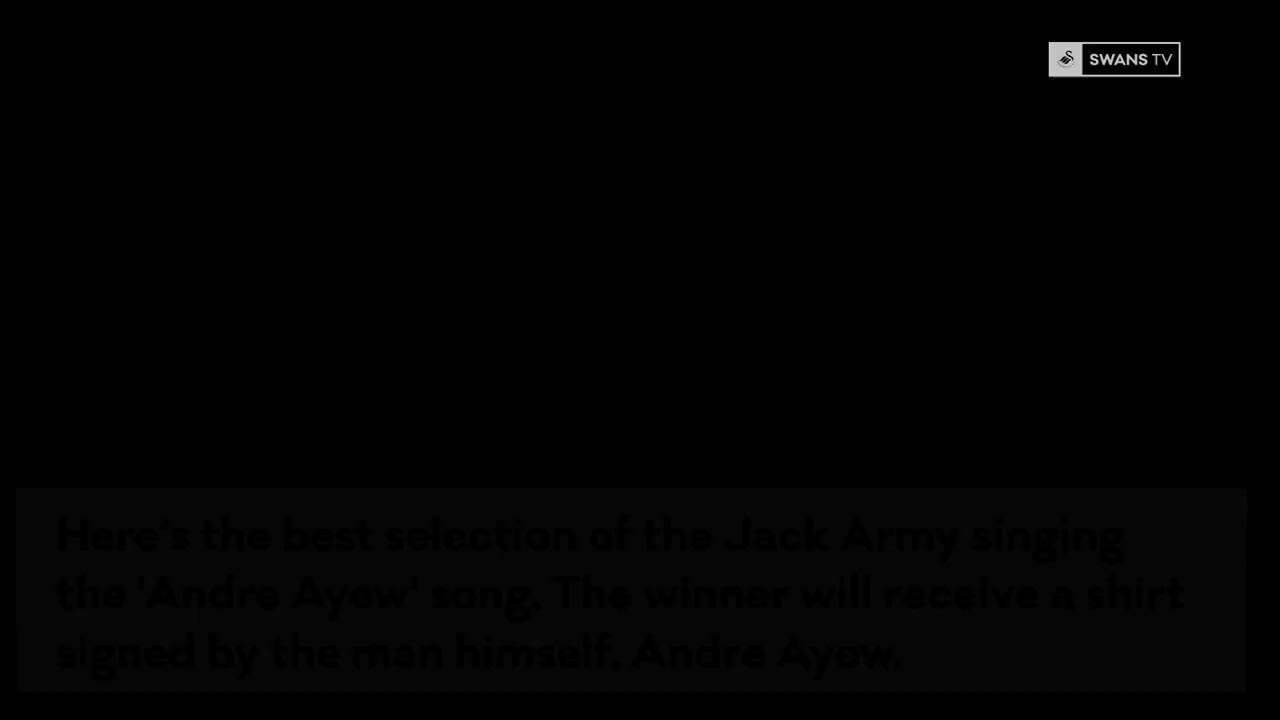 SWANS TV
Here's the best selection of the Jack Army singing
the 'Andre Ayew' song. The winner will receive a shirt
signed by the man himself, Andre Ayew.